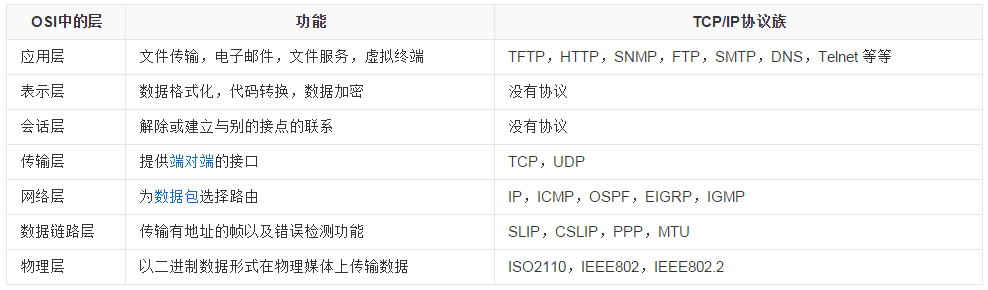 OSI中的层 功能 TCP/IP协议族
应用层 文件传输，电子邮件，文件服务，虚拟终端 TFTP，HTTP，SNMP，FTP，SMTP，DNS，Telnet 等等
表示层 数据格式化，代码转换，数据加密 没有协议
会话层 解除或建立与别的接点的联系 没有协议
传输层 提供端对端的接口 TCP，UDP
网络层 为数据包选择路由 IP，ICMP，OSPF，EIGRP，IGMP
数据链路层 传输有地址的帧以及错误检测功能 SLIP，CSLIP，PPP，MTU
物理层 以二进制数据形式在物理媒体上传输数据 ISO2110，IEEE802，IEEE802.2